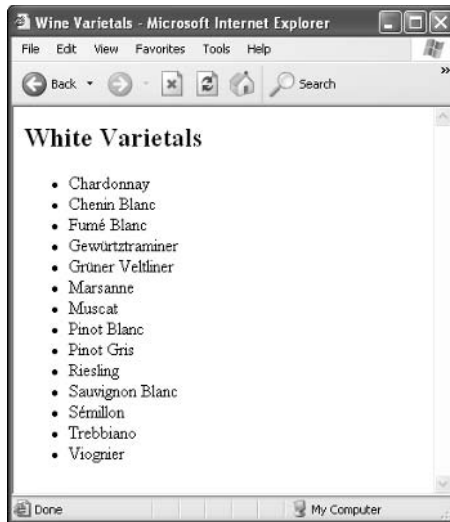 Wine Varietals - Microsoft Internet Explorer
File Edit View Favorites Tools Help
Back Search »
White Varietals
• Chardonnay
• Chenin Blanc
• Fumé Blanc
• Gewürtztraminer
• Grüner Veltliner
• Marsanne
• Muscat
• Pinot Blanc
• Pinot Gris
• Riesling
• Sauvignon Blanc
• Sémillon
• Trebbiano
• Viognier
Done My Computer